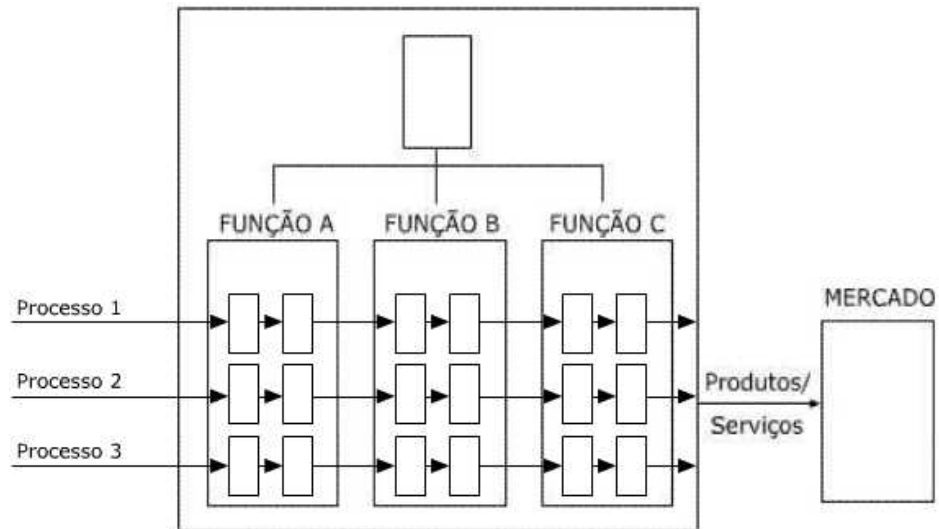 FUNÇÃO A
FUNÇÃO B
FUNÇÃO C
Processo 1
MERCADO
Processo 2
Produtos/
Serviços
Processo 3